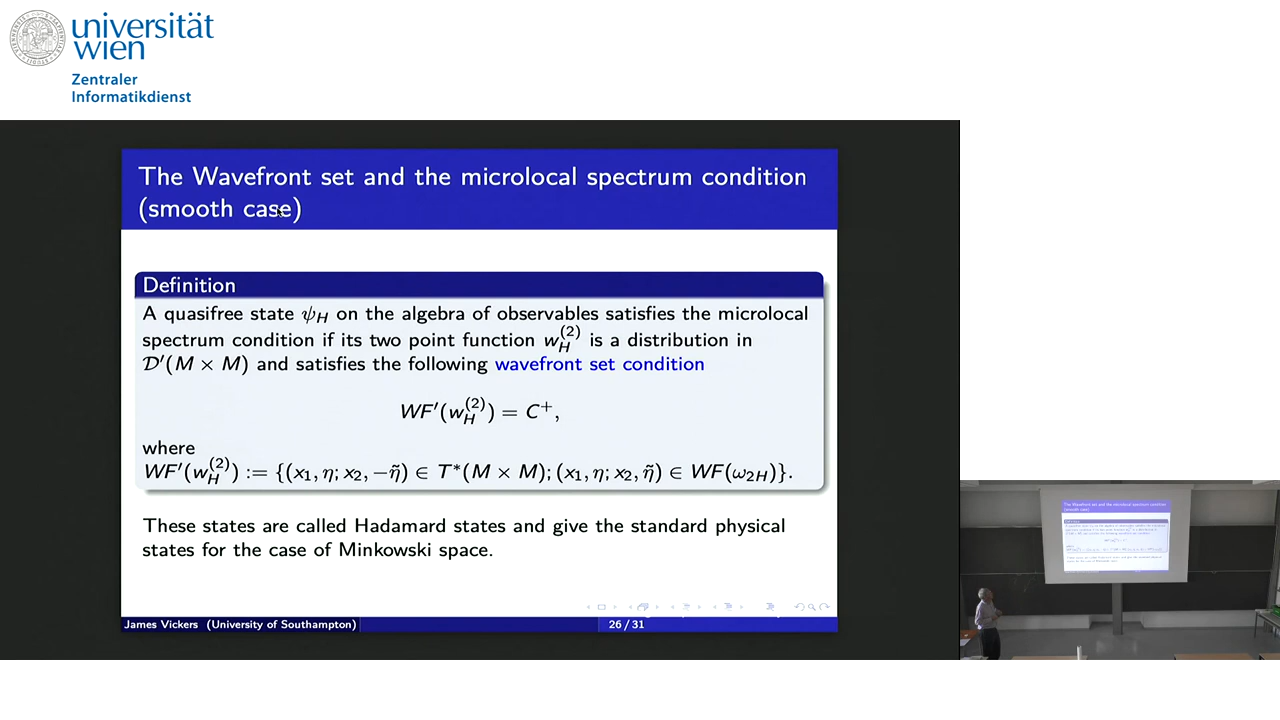 universität
wien
Zentraler
Informatikdienst
The Wavefront set and the microlocal spectrum condition
(smooth case)
Definition
A quasifree state ψ_H on the algebra of observables satisfies the microlocal
spectrum condition if its two point function w_H^{(2)} is a distribution in
𝒟′(M × M) and satisfies the following wavefront set condition
WF′(w_H^{(2)}) = C⁺,
where
WF′(w_H^{(2)}) := {(x₁, η; x₂, −η̃) ∈ T*(M × M); (x₁, η; x₂, η̃) ∈ WF(ω_{2H})}.
These states are called Hadamard states and give the standard physical
states for the case of Minkowski space.
James Vickers (University of Southampton)
26 / 31